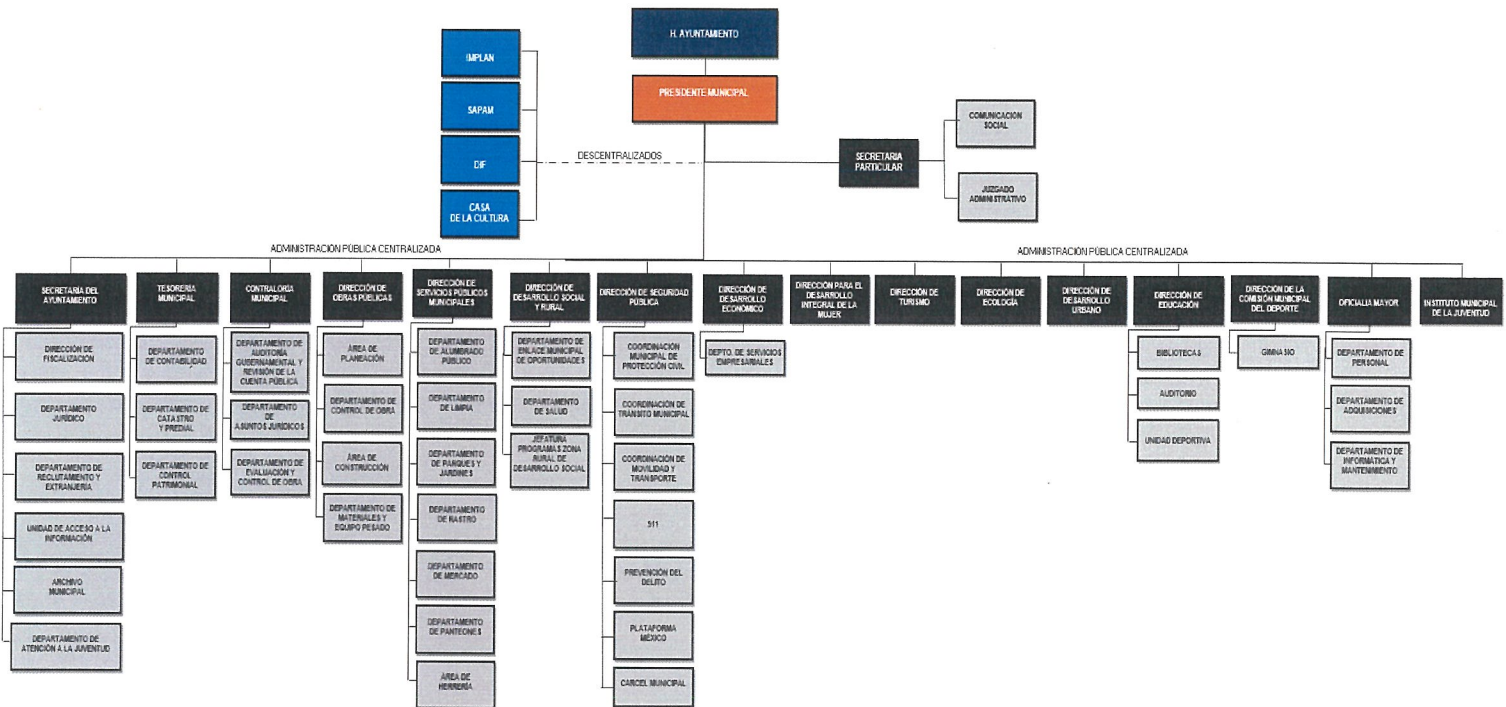 H. AYUNTAMIENTO
PRESIDENTE MUNICIPAL
IMPLAN
SAPAM
DIF
CASA
DE LA CULTURA
DESCENTRALIZADOS
SECRETARIA
PARTICULAR
COMUNICACION
SOCIAL
JUZGADO
ADMINISTRATIVO
ADMINISTRACIÓN PÚBLICA CENTRALIZADA
ADMINISTRACIÓN PÚBLICA CENTRALIZADA
SECRETARIA DEL
AYUNTAMIENTO
DIRECCIÓN DE
FISCALIZACIÓN
DEPARTAMENTO
JURÍDICO
DEPARTAMENTO DE
RECLUTAMIENTO Y
EXTRANJERÍA
UNIDAD DE ACCESO A LA
INFORMACIÓN
ARCHIVO
MUNICIPAL
DEPARTAMENTO DE
ATENCIÓN A LA JUVENTUD
TESORERÍA
MUNICIPAL
DEPARTAMENTO
DE CONTABILIDAD
DEPARTAMENTO DE
CATASTRO
Y PREDIAL
DEPARTAMENTO DE
CONTROL
PATRIMONIAL
CONTRALORÍA
MUNICIPAL
DEPARTAMENTO DE
AUDITORÍA
GUBERNAMENTAL Y
REVISIÓN DE LA
CUENTA PÚBLICA
DEPARTAMENTO
DE
ASUNTOS JURÍDICOS
DEPARTAMENTO DE
EVALUACIÓN Y
CONTROL DE OBRA
DIRECCIÓN DE
OBRAS PÚBLICAS
ÁREA DE
PLANEACIÓN
DEPARTAMENTO DE
CONTROL DE OBRA
ÁREA DE
CONSTRUCCIÓN
DEPARTAMENTO DE
MATERIALES Y
EQUIPO PESADO
DIRECCIÓN DE
SERVICIOS PÚBLICOS
MUNICIPALES
DEPARTAMENTO
DE ALUMBRADO
PÚBLICO
DEPARTAMENTO
DE LIMPIA
DEPARTAMENTO
DE PARQUES Y
JARDINES
DEPARTAMENTO
DE RASTRO
DEPARTAMENTO
DE MERCADO
DEPARTAMENTO
DE PANTEONES
ÁREA DE
HERRERÍA
DIRECCIÓN DE
DESARROLLO SOCIAL
Y RURAL
DEPARTAMENTO DE
ENLACE MUNICIPAL
DE OPORTUNIDADES
DEPARTAMENTO
DE SALUD
JEFATURA
PROGRAMAS ZONA
RURAL DE
DESARROLLO SOCIAL
DIRECCIÓN DE SEGURIDAD
PÚBLICA
COORDINACIÓN
MUNICIPAL DE
PROTECCIÓN CIVIL
COORDINACIÓN DE
TRÁNSITO MUNICIPAL
COORDINACIÓN DE
MOVILIDAD Y
TRANSPORTE
PREVENCIÓN DEL
DELITO
PLATAFORMA
MÉXICO
CARCEL MUNICIPAL
DIRECCIÓN DE
DESARROLLO
ECONÓMICO
DEPTO. DE SERVICIOS
EMPRESARIALES
DIRECCIÓN PARA EL
DESARROLLO
INTEGRAL DE LA
MUJER
DIRECCIÓN DE
TURISMO
DIRECCIÓN DE
ECOLOGÍA
DIRECCIÓN DE
DESARROLLO
URBANO
DIRECCIÓN DE
EDUCACIÓN
BIBLIOTECAS
AUDITORIO
UNIDAD DEPORTIVA
DIRECCIÓN DE LA
COMISIÓN MUNICIPAL
DEL DEPORTE
GIMNASIO
OFICIALIA MAYOR
DEPARTAMENTO DE
PERSONAL
DEPARTAMENTO DE
ADQUISICIONES
DEPARTAMENTO DE
INFORMÁTICA Y
MANTENIMIENTO
INSTITUTO MUNICIPAL
DE LA JUVENTUD